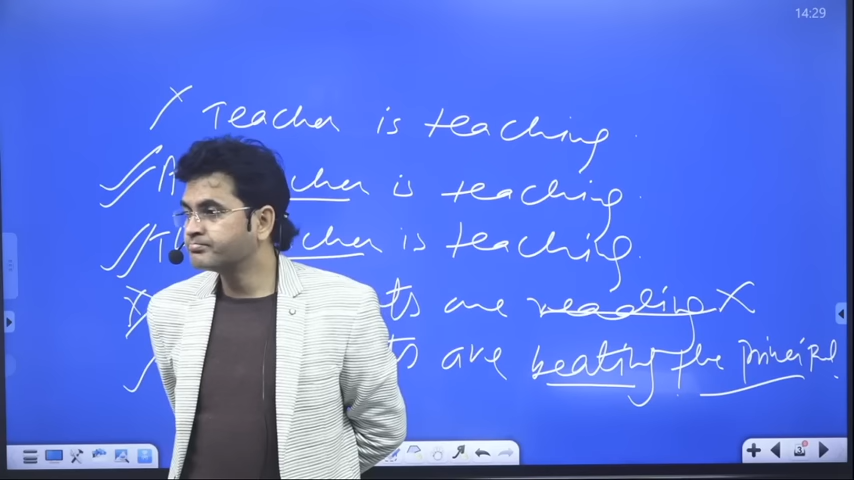 14:29
x Teacher is teaching.
A cher is teaching.
T cher is teaching.
ts are reading X
ts are beating the principal.
3